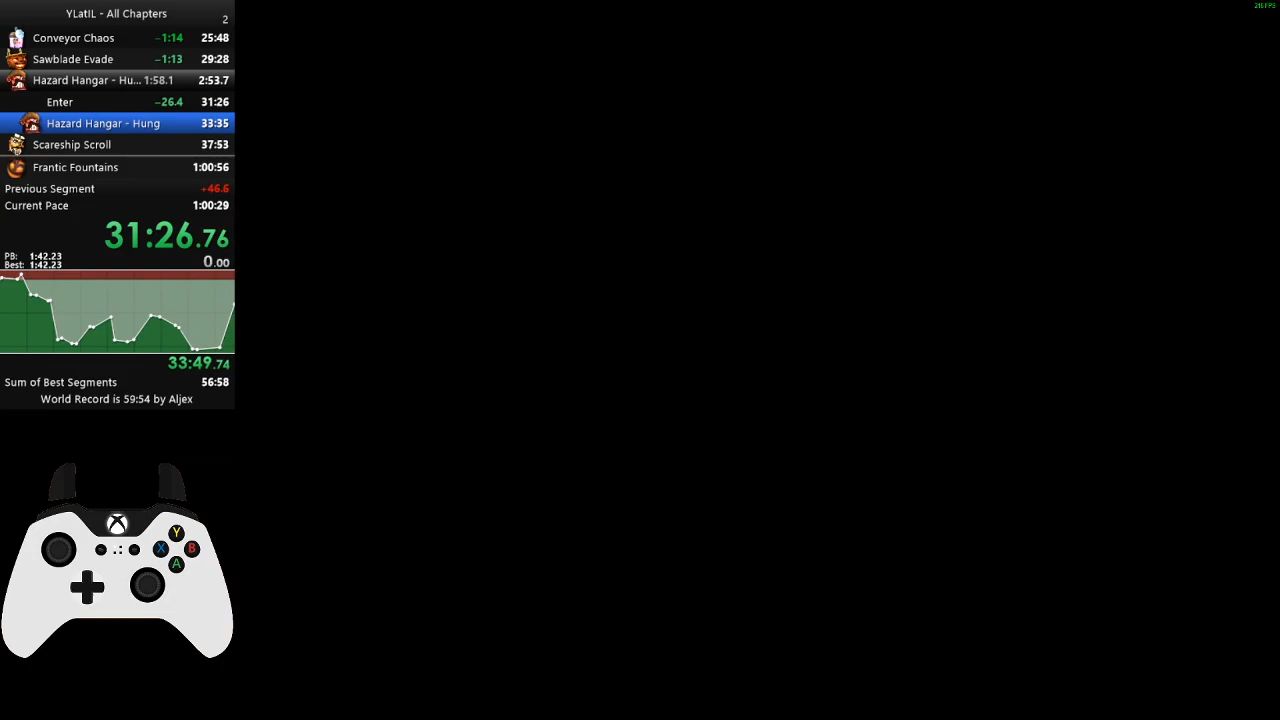 YLatIL - All Chapters
2
Conveyor Chaos -1:14 25:48
Sawblade Evade -1:13 29:28
Hazard Hangar - Hu... 1:58.1 2:53.7
Enter -26.4 31:26
Hazard Hangar - Hung 33:35
Scareship Scroll 37:53
Frantic Fountains 1:00:56
Previous Segment +46.6
Current Pace 1:00:29
31:26.76
PB: 1:42.23
Best: 1:42.23
0.00
33:49.74
Sum of Best Segments 56:58
World Record is 59:54 by Aljex
Y
X B
A